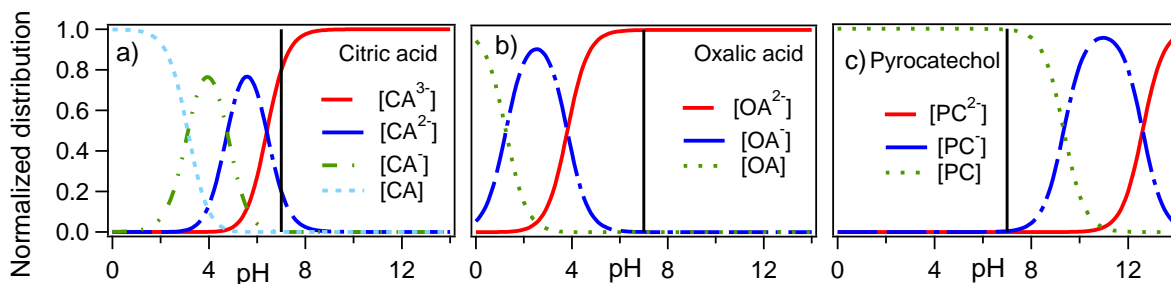 Normalized distribution
1.0
0.8
0.6
0.4
0.2
0.0
a)
Citric acid
[CA³⁻]
[CA²⁻]
[CA⁻]
[CA]
0 4 8 12
pH
b)
Oxalic acid
[OA²⁻]
[OA⁻]
[OA]
0 4 8 12
pH
c) Pyrocatechol
[PC²⁻]
[PC⁻]
[PC]
0 4 8 12
pH